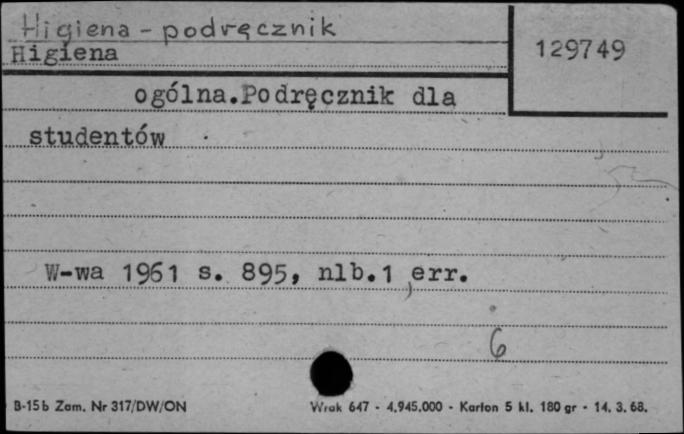 Higiena - podręcznik
Higiena
129749
ogólna.Podręcznik dla
studentów
W-wa 1961 s. 895, nlb.1 err.
6
B-15b Zam. Nr 317/DW/ON
Wrak 647 - 4.945.000 - Karton 5 kl. 180 gr - 14. 3. 68.